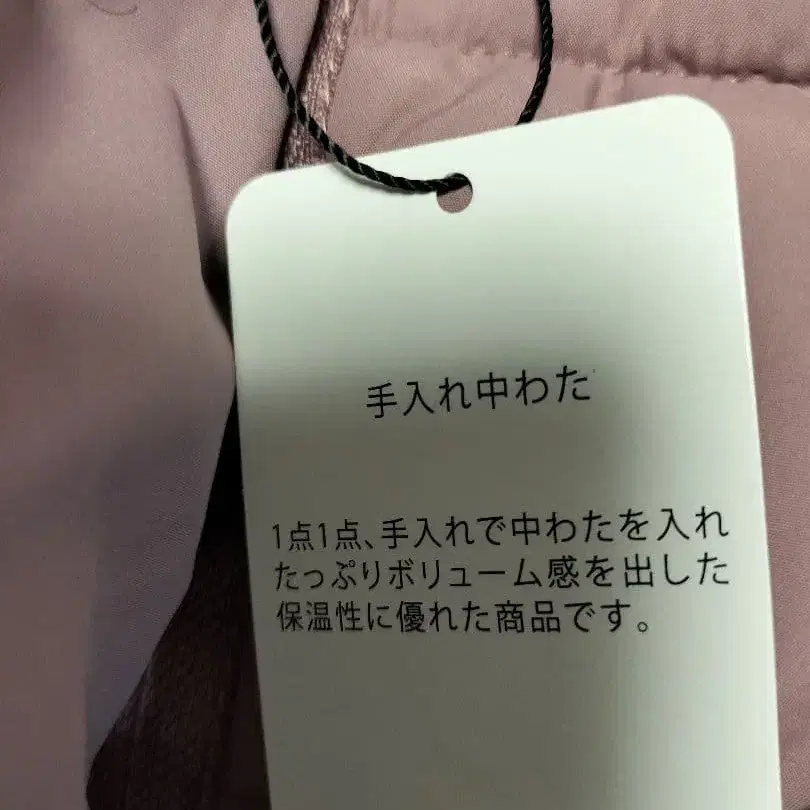 手入れ中わた
1点1点、手入れで中わたを入れ
たっぷりボリューム感を出した
保温性に優れた商品です。